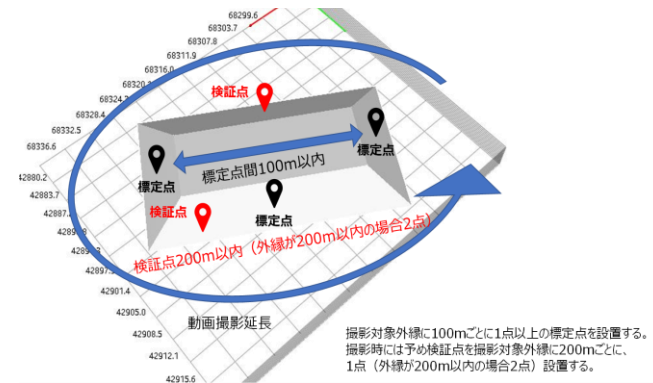 68299.6
68303.7
68307.8
68311.9
68316.0
68328.4
68332.5
68336.6
42880.2
42883.7
検証点
標定点
標定点間100m以内
標定点
検証点
標定点
検証点200m以内（外縁が200m以内の場合2点）
42901.4
42905.0
42908.5
42912.1
42915.6
動画撮影延長
撮影対象外縁に100mごとに1点以上の標定点を設置する。
撮影時には予め検証点を撮影対象外縁に200mごとに、
1点（外縁が200m以内の場合2点）設置する。